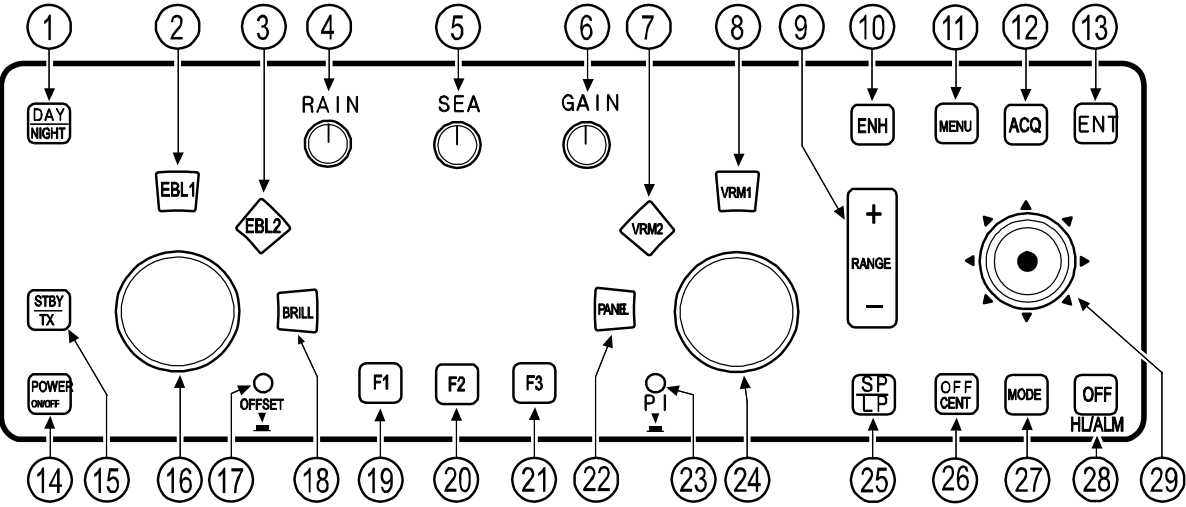 1 2 3 4 5 6 7 8 9 10 11 12 13
RAIN SEA GAIN
DAY
NIGHT
ENH MENU ACQ ENT
EBL1 VRM1
EBL2 VRM2
+
RANGE
–
STBY
TX
BRILL PANEL
POWER
ON/OFF
OFFSET
F1 F2 F3
PI
SP
LP
OFF
CENT
MODE
OFF
HL/ALM
14 15 16 17 18 19 20 21 22 23 24 25 26 27 28 29